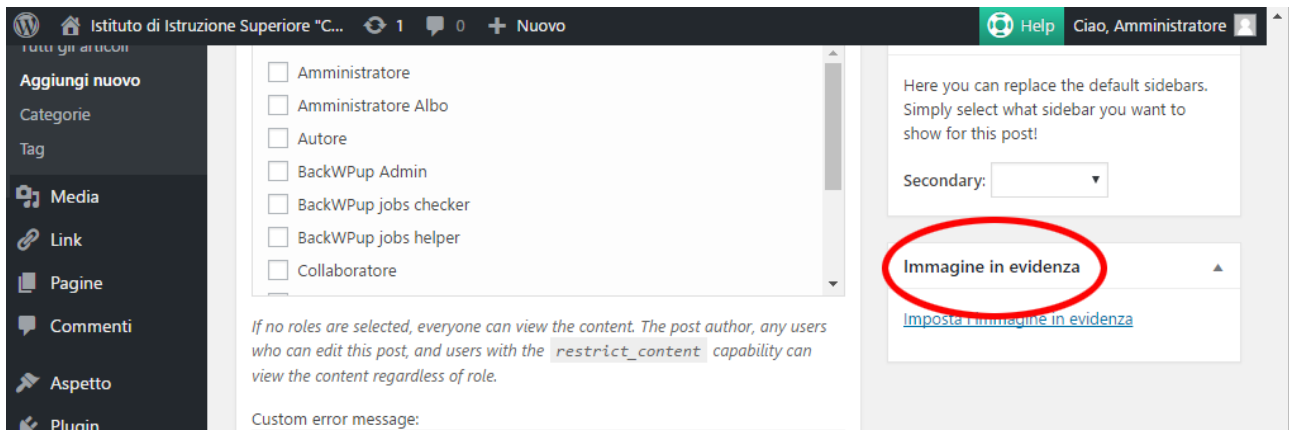 Istituto di Istruzione Superiore "C... 1 0 Nuovo Help Ciao, Amministratore
Tutti gli articoli
Aggiungi nuovo
Categorie
Tag
Media
Link
Pagine
Commenti
Aspetto
Plugin
Amministratore
Amministratore Albo
Autore
BackWPup Admin
BackWPup jobs checker
BackWPup jobs helper
Collaboratore
If no roles are selected, everyone can view the content. The post author, any users
who can edit this post, and users with the restrict_content capability can
view the content regardless of role.
Custom error message:
Here you can replace the default sidebars.
Simply select what sidebar you want to
show for this post!
Secondary:
Immagine in evidenza
Imposta l'immagine in evidenza